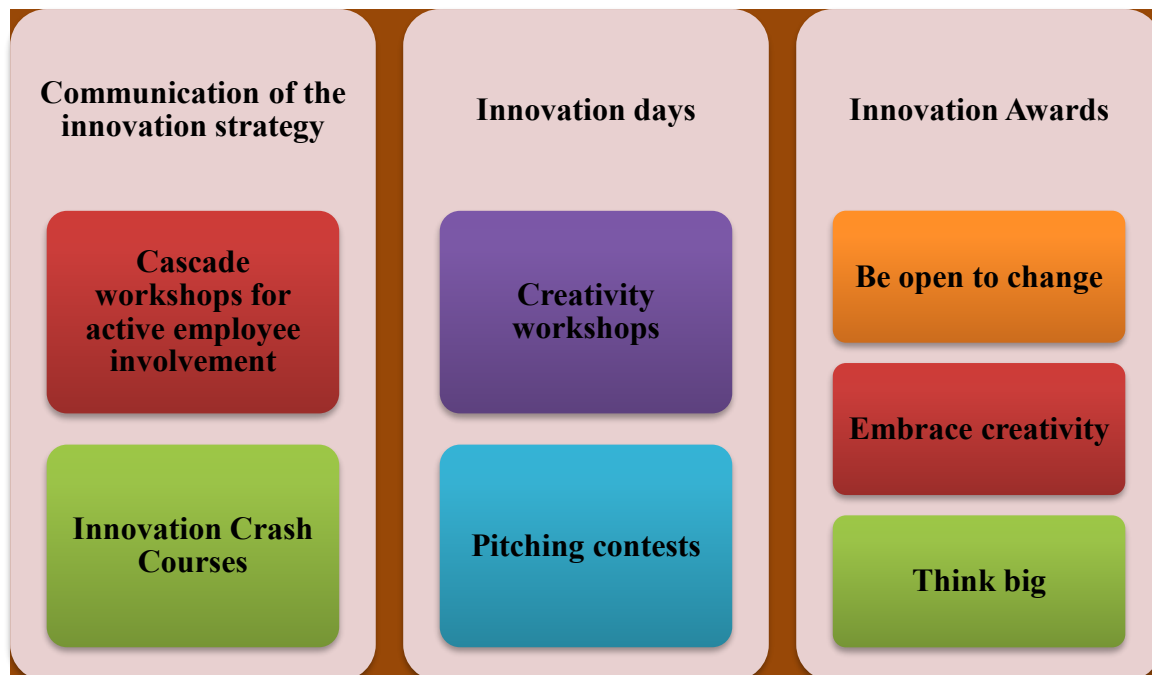 Communication of the
innovation strategy
Cascade
workshops for
active employee
involvement
Innovation Crash
Courses
Innovation days
Creativity
workshops
Pitching contests
Innovation Awards
Be open to change
Embrace creativity
Think big